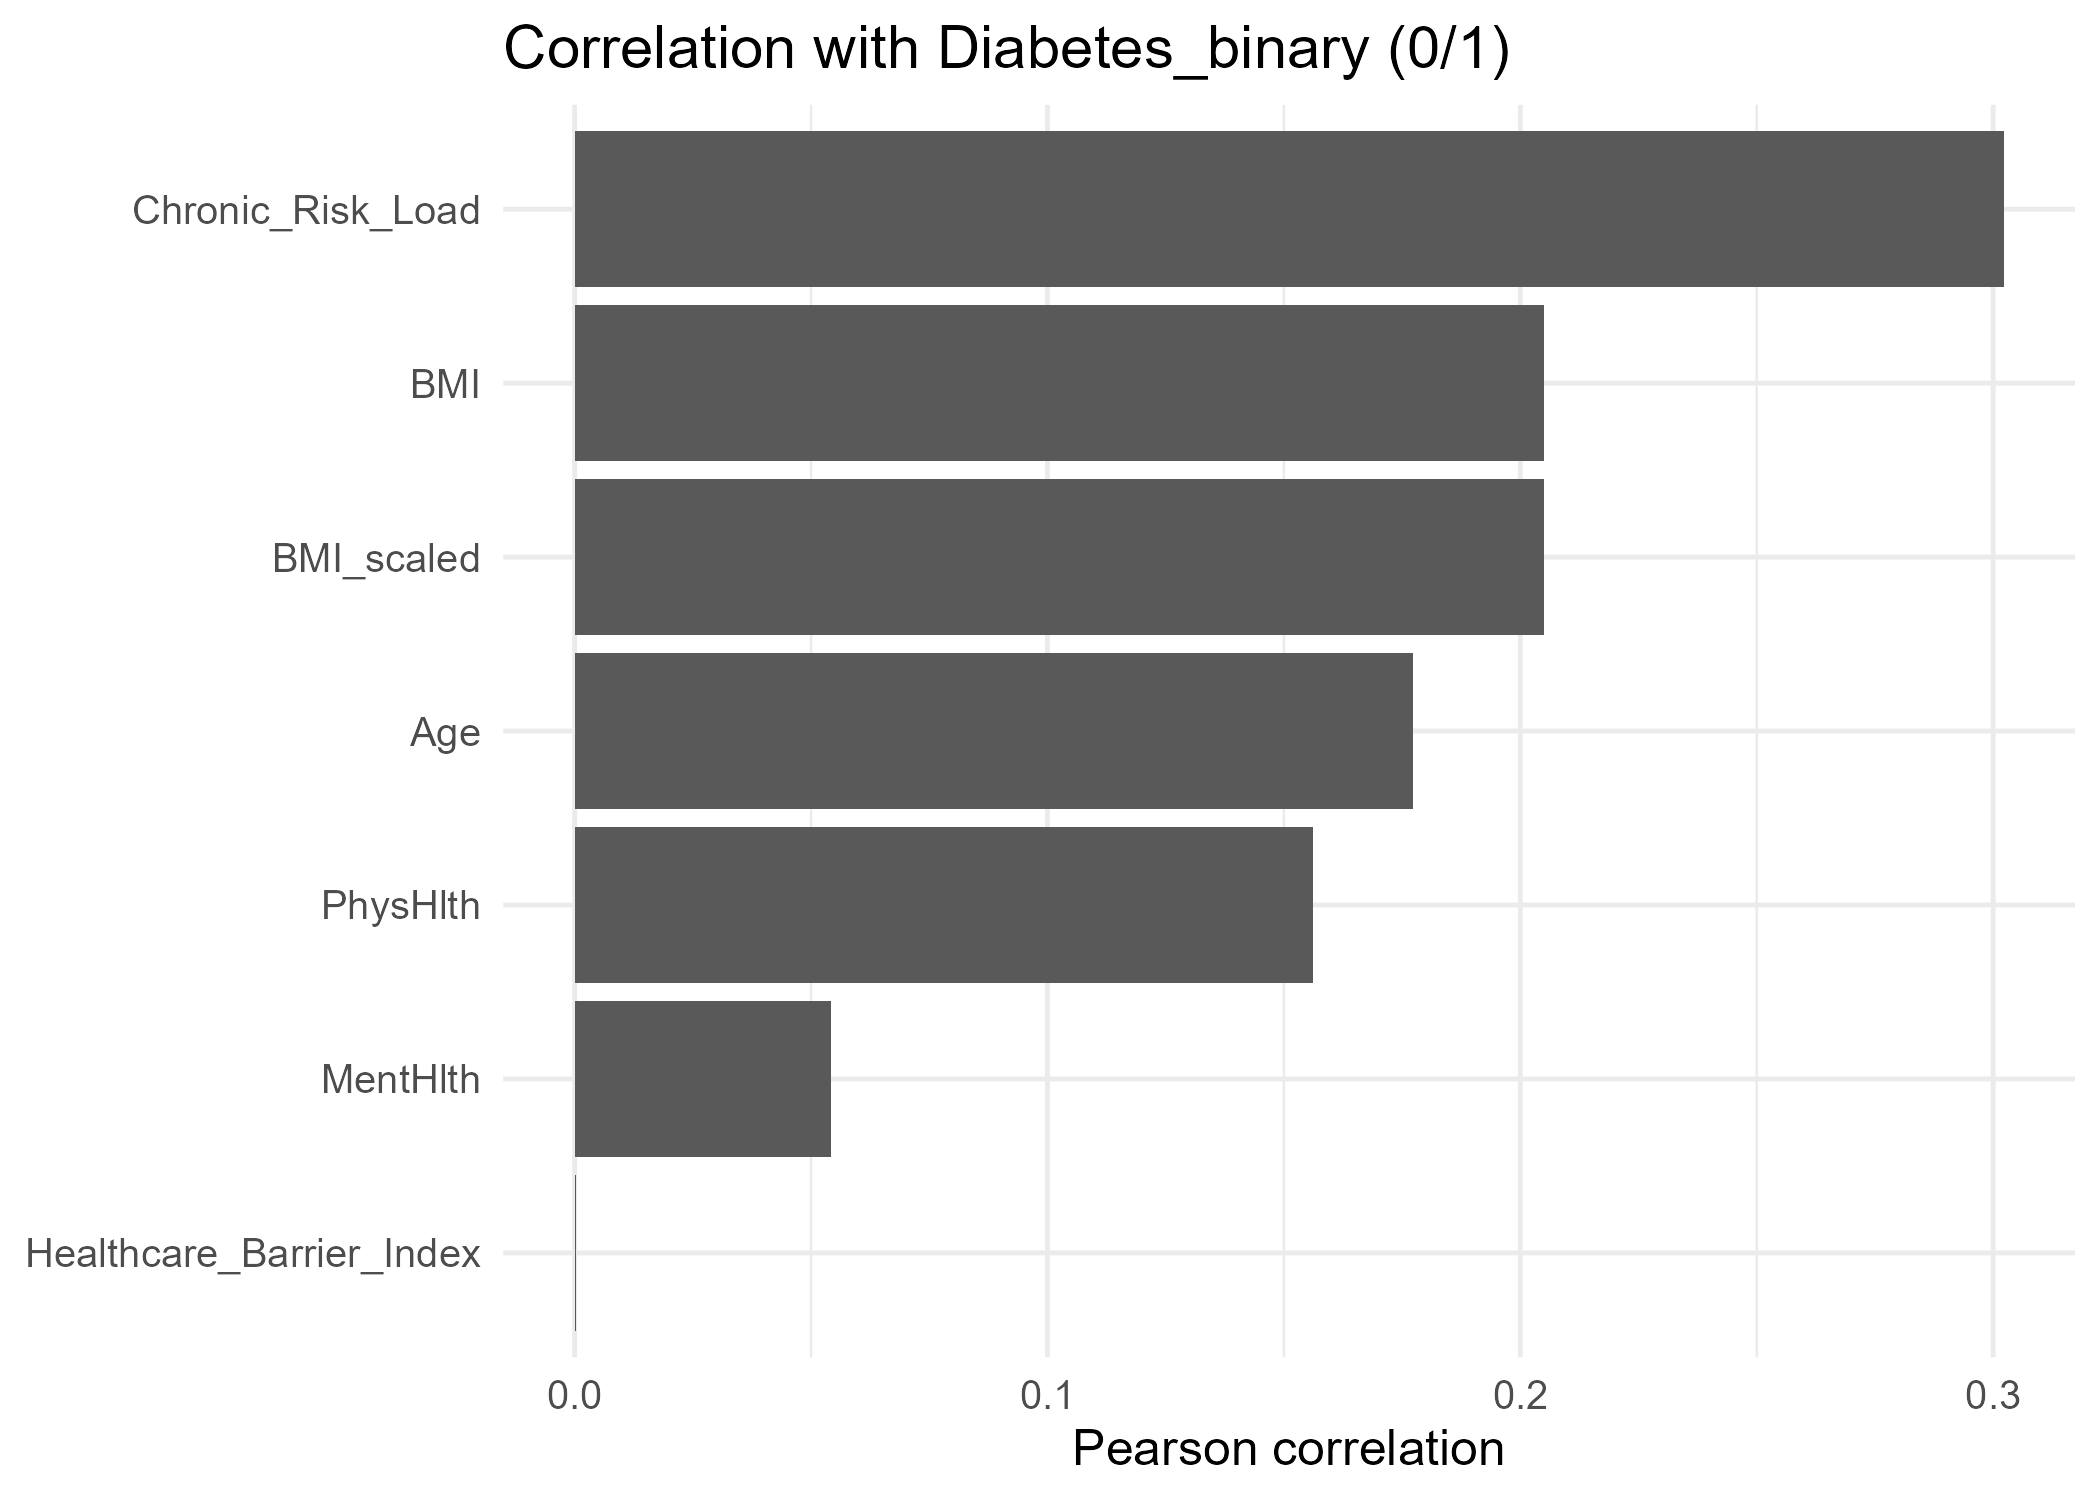 Correlation with Diabetes_binary (0/1)
Chronic_Risk_Load
BMI
BMI_scaled
Age
PhysHlth
MentHlth
Healthcare_Barrier_Index
0.0 0.1 0.2 0.3
Pearson correlation